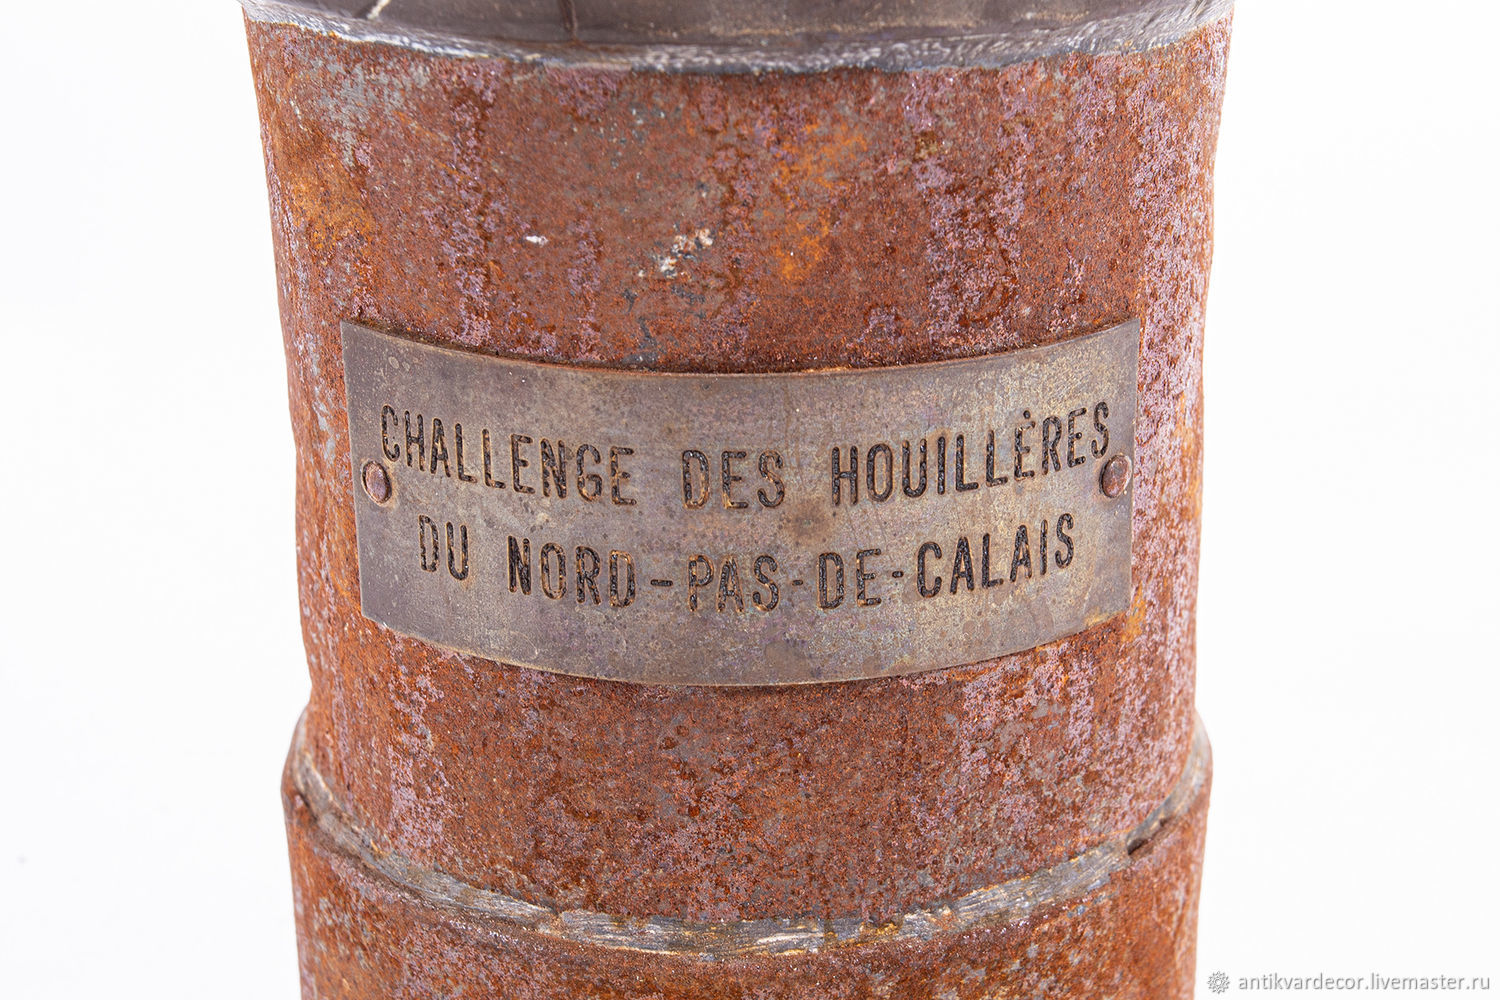 CHALLENGE DES HOUILLÈRES
DU NORD-PAS-DE-CALAIS
antikvardecor.livemaster.ru